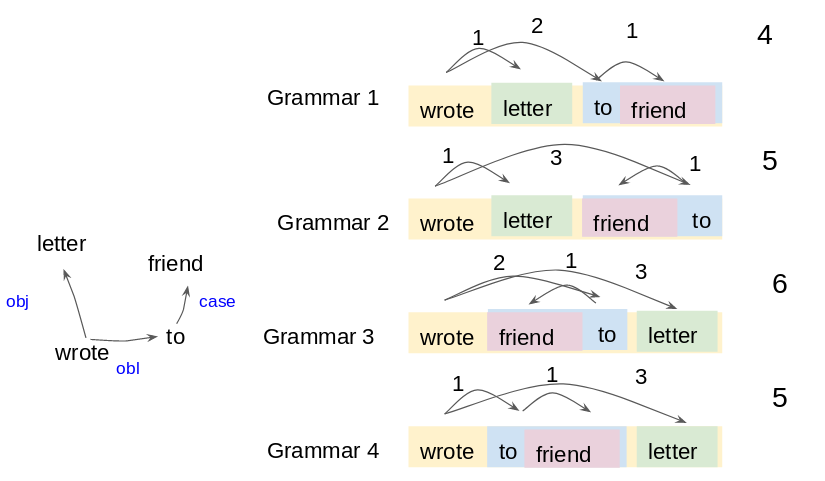 letter
friend
obj
case
wrote
to
obl
1 2 1 4
Grammar 1 wrote letter to friend
1 3 1 5
Grammar 2 wrote letter friend to
2 1 3 6
Grammar 3 wrote friend to letter
1 1 3 5
Grammar 4 wrote to friend letter